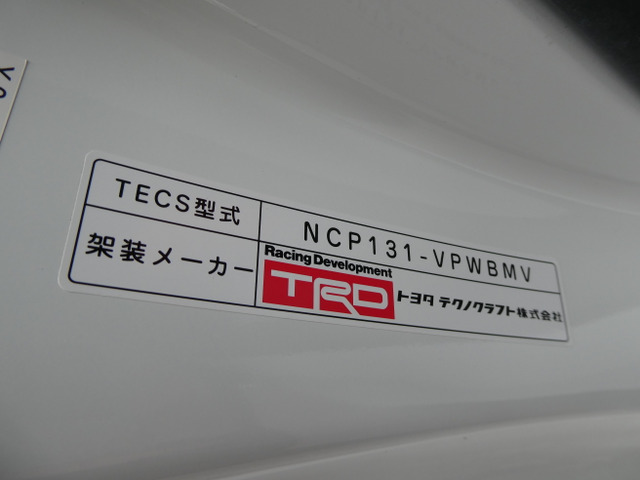 TECS型式 NCP131-VPWBMV
架装メーカー Racing Development
TRD トヨタ テクノクラフト株式会社